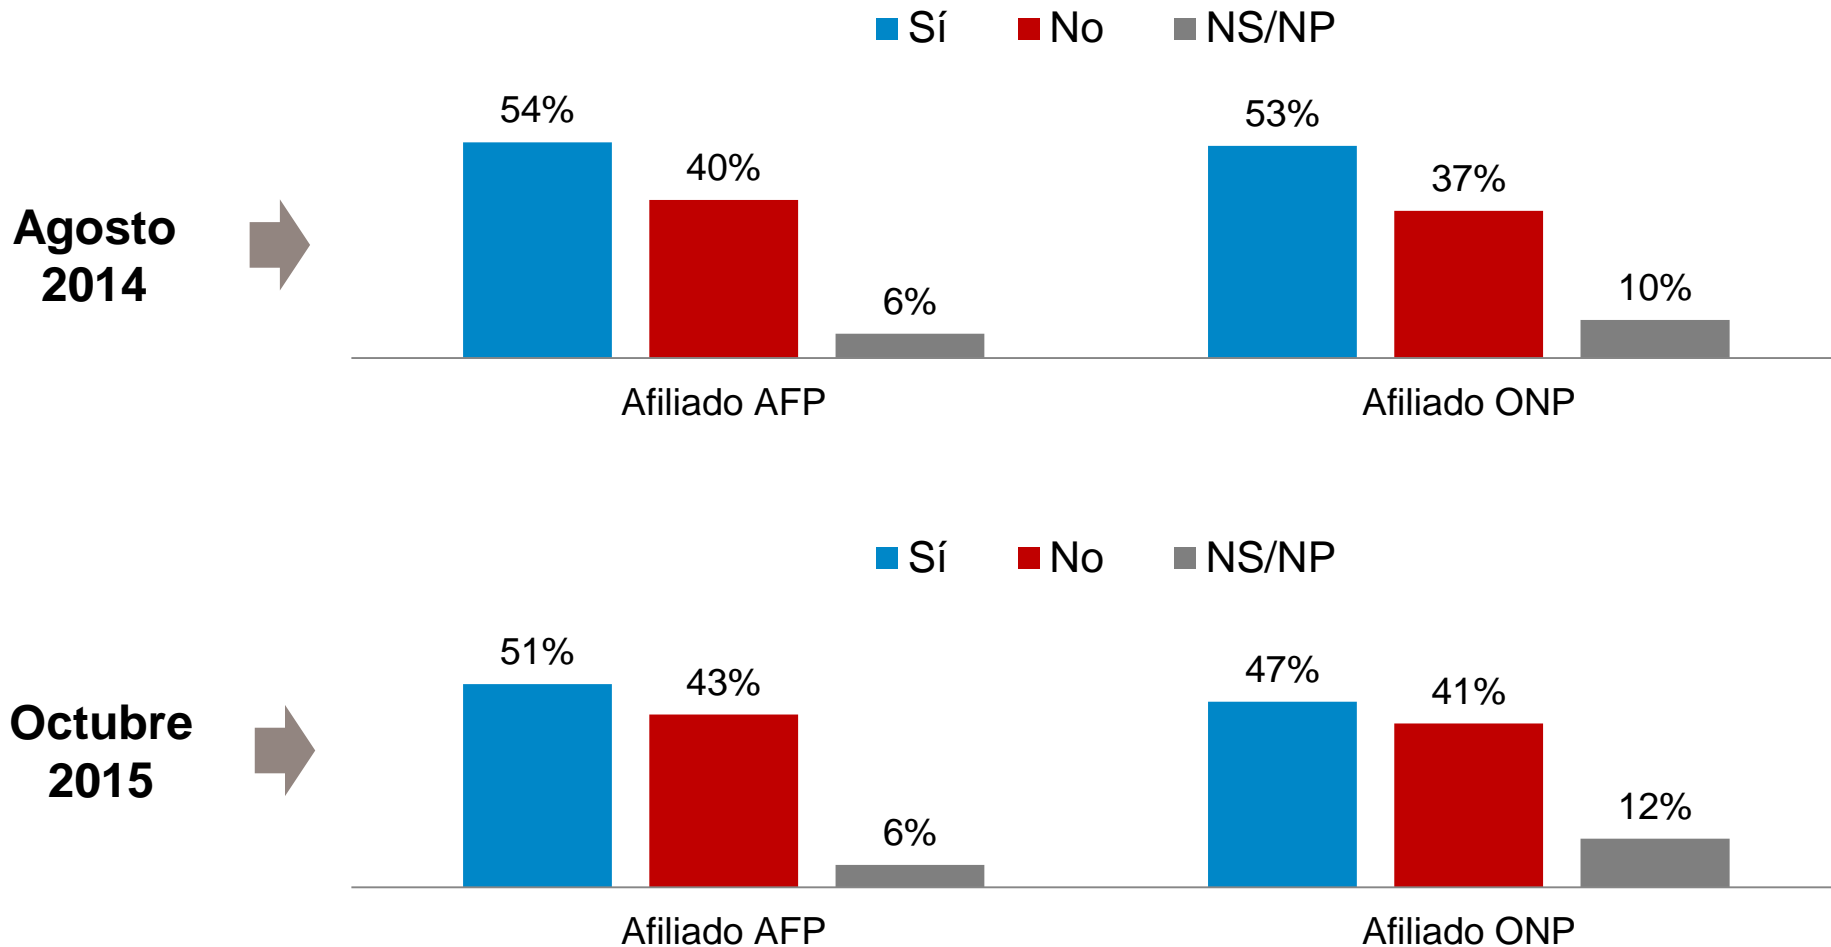 Sí No NS/NP
54%
40%
6%
53%
37%
10%
Agosto
2014
Afiliado AFP
Afiliado ONP
Sí No NS/NP
51%
43%
6%
47%
41%
12%
Octubre
2015
Afiliado AFP
Afiliado ONP